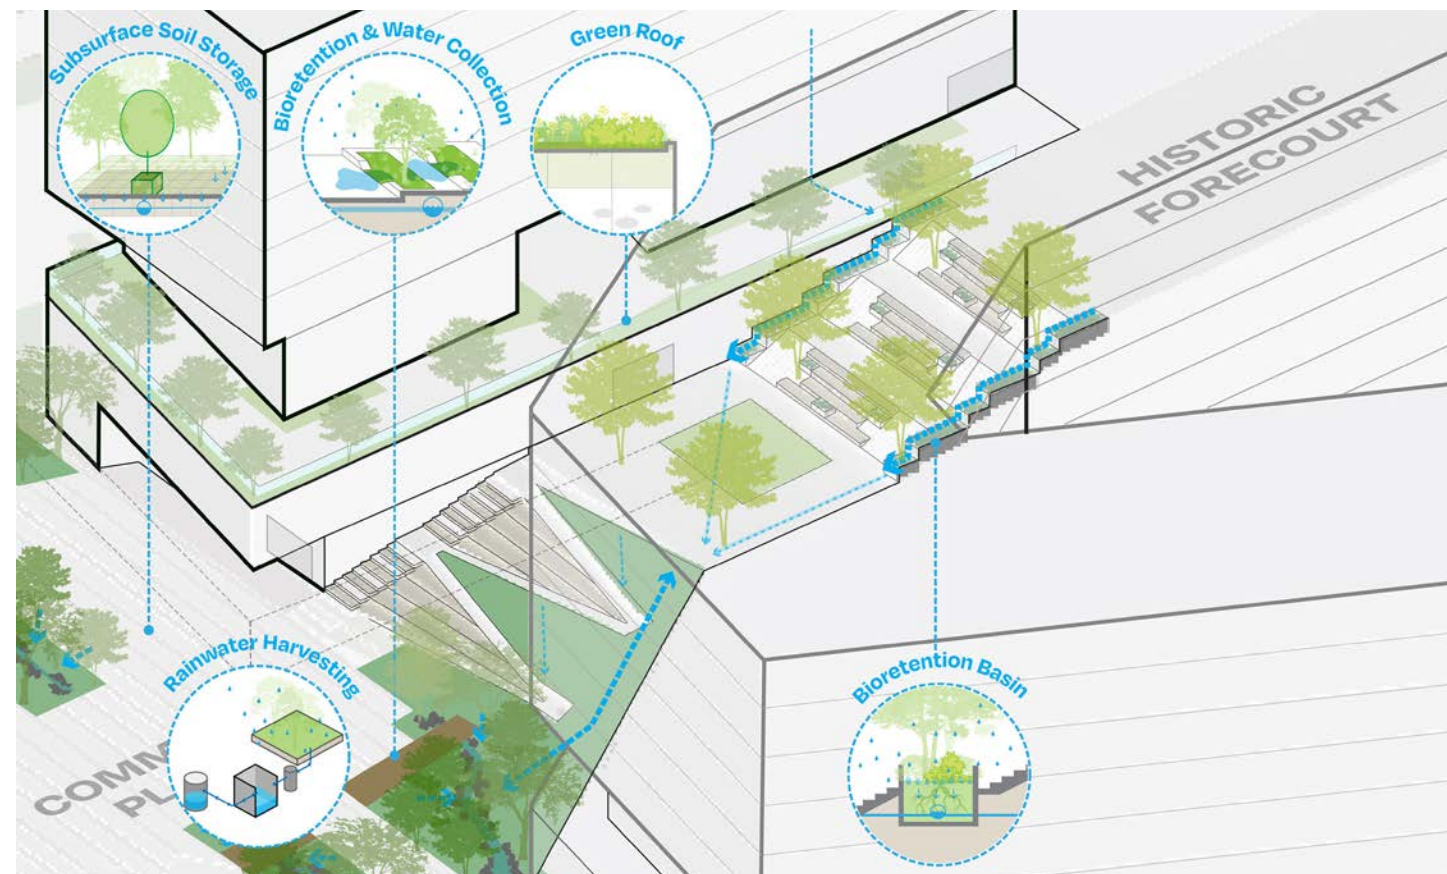 Subsurface Soil Storage
Bioretention & Water Collection
Green Roof
HISTORIC
FORECOURT
Rainwater Harvesting
Bioretention Basin